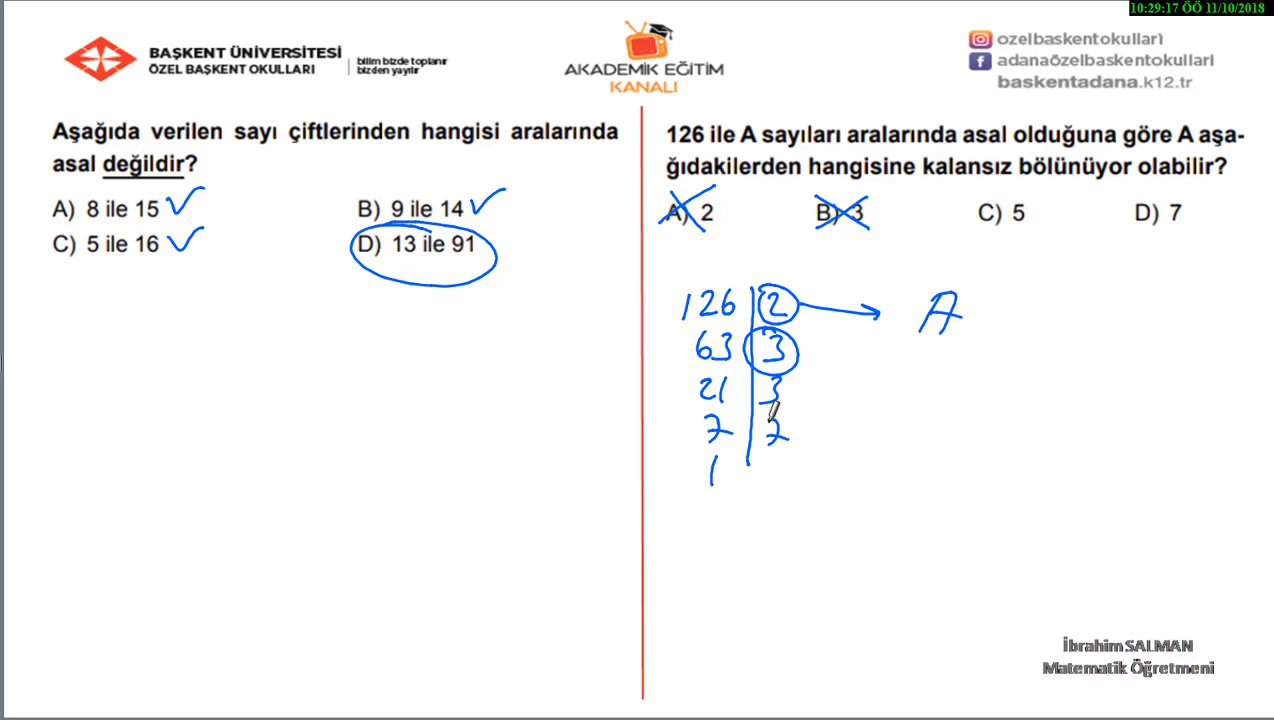 10:29:17 ÖÖ 11/10/2018
BAŞKENT ÜNİVERSİTESİ
ÖZEL BAŞKENT OKULLARI
bilim bizde toplanır
bizden yayılır
AKADEMİK EĞİTİM
KANALI
ozelbaskentokullari
adanaözelbaskentokullari
baskentadana.k12.tr
Aşağıda verilen sayı çiftlerinden hangisi aralarında
asal değildir?
A) 8 ile 15
B) 9 ile 14
C) 5 ile 16
D) 13 ile 91
126 ile A sayıları aralarında asal olduğuna göre A aşa-
ğıdakilerden hangisine kalansız bölünüyor olabilir?
A) 2
B) 3
C) 5
D) 7
126 2 A
63 3
21 3
7 7
1
İbrahim SALMAN
Matematik Öğretmeni